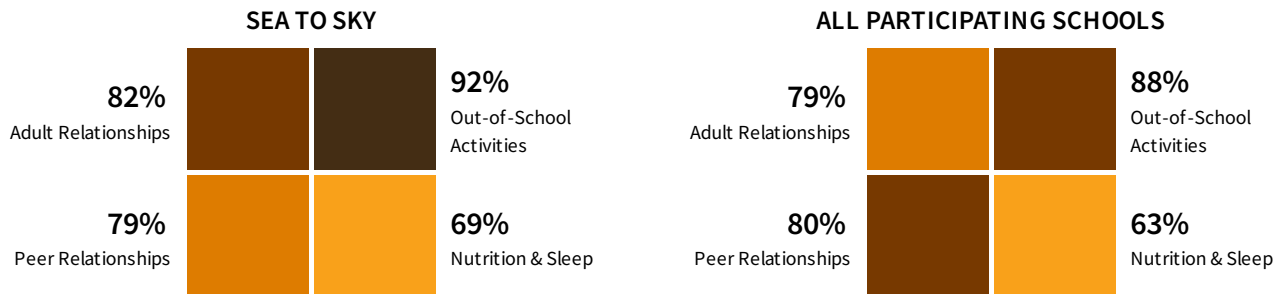 SEA TO SKY
82%
Adult Relationships
92%
Out-of-School
Activities
79%
Peer Relationships
69%
Nutrition & Sleep
ALL PARTICIPATING SCHOOLS
79%
Adult Relationships
88%
Out-of-School
Activities
80%
Peer Relationships
63%
Nutrition & Sleep